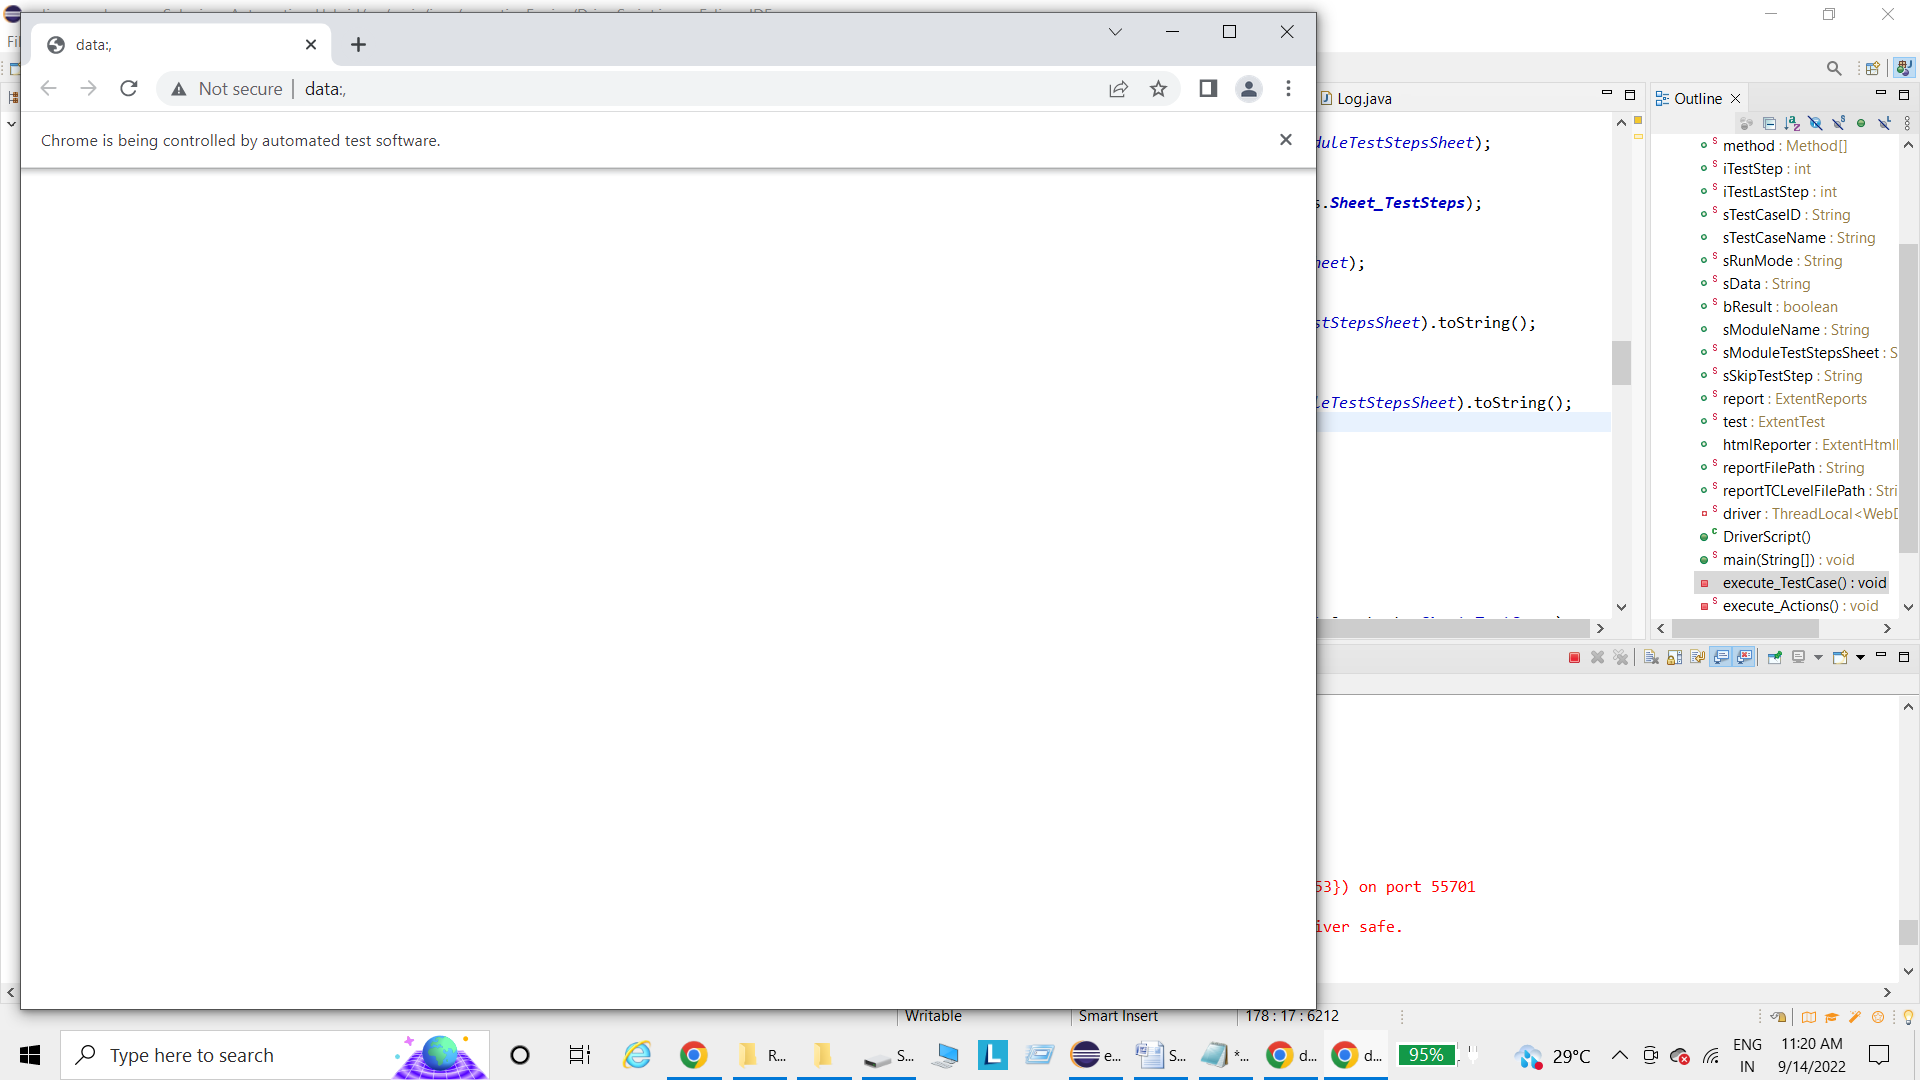 data:,
Not secure
data:,
Chrome is being controlled by automated test software.
Log.java
duleTestStepsSheet);
s.Sheet_TestSteps);
heet);
stStepsSheet).toString();
leTestStepsSheet).toString();
Outline
method : Method[]
iTestStep : int
iTestLastStep : int
sTestCaseID : String
sTestCaseName : String
sRunMode : String
sData : String
bResult : boolean
sModuleName : String
sModuleTestStepsSheet : S
sSkipTestStep : String
report : ExtentReports
test : ExtentTest
htmlReporter : ExtentHtml
reportFilePath : String
reportTCLevelFilePath : Stri
driver : ThreadLocal<WebD
DriverScript()
main(String[]) : void
execute_TestCase() : void
execute_Actions() : void
53}) on port 55701
iver safe.
Writable
Smart Insert
178 : 17 : 6212
Type here to search
R...
S...
e...
S...
*...
d...
d...
95%
29°C
ENG
IN
11:20 AM
9/14/2022